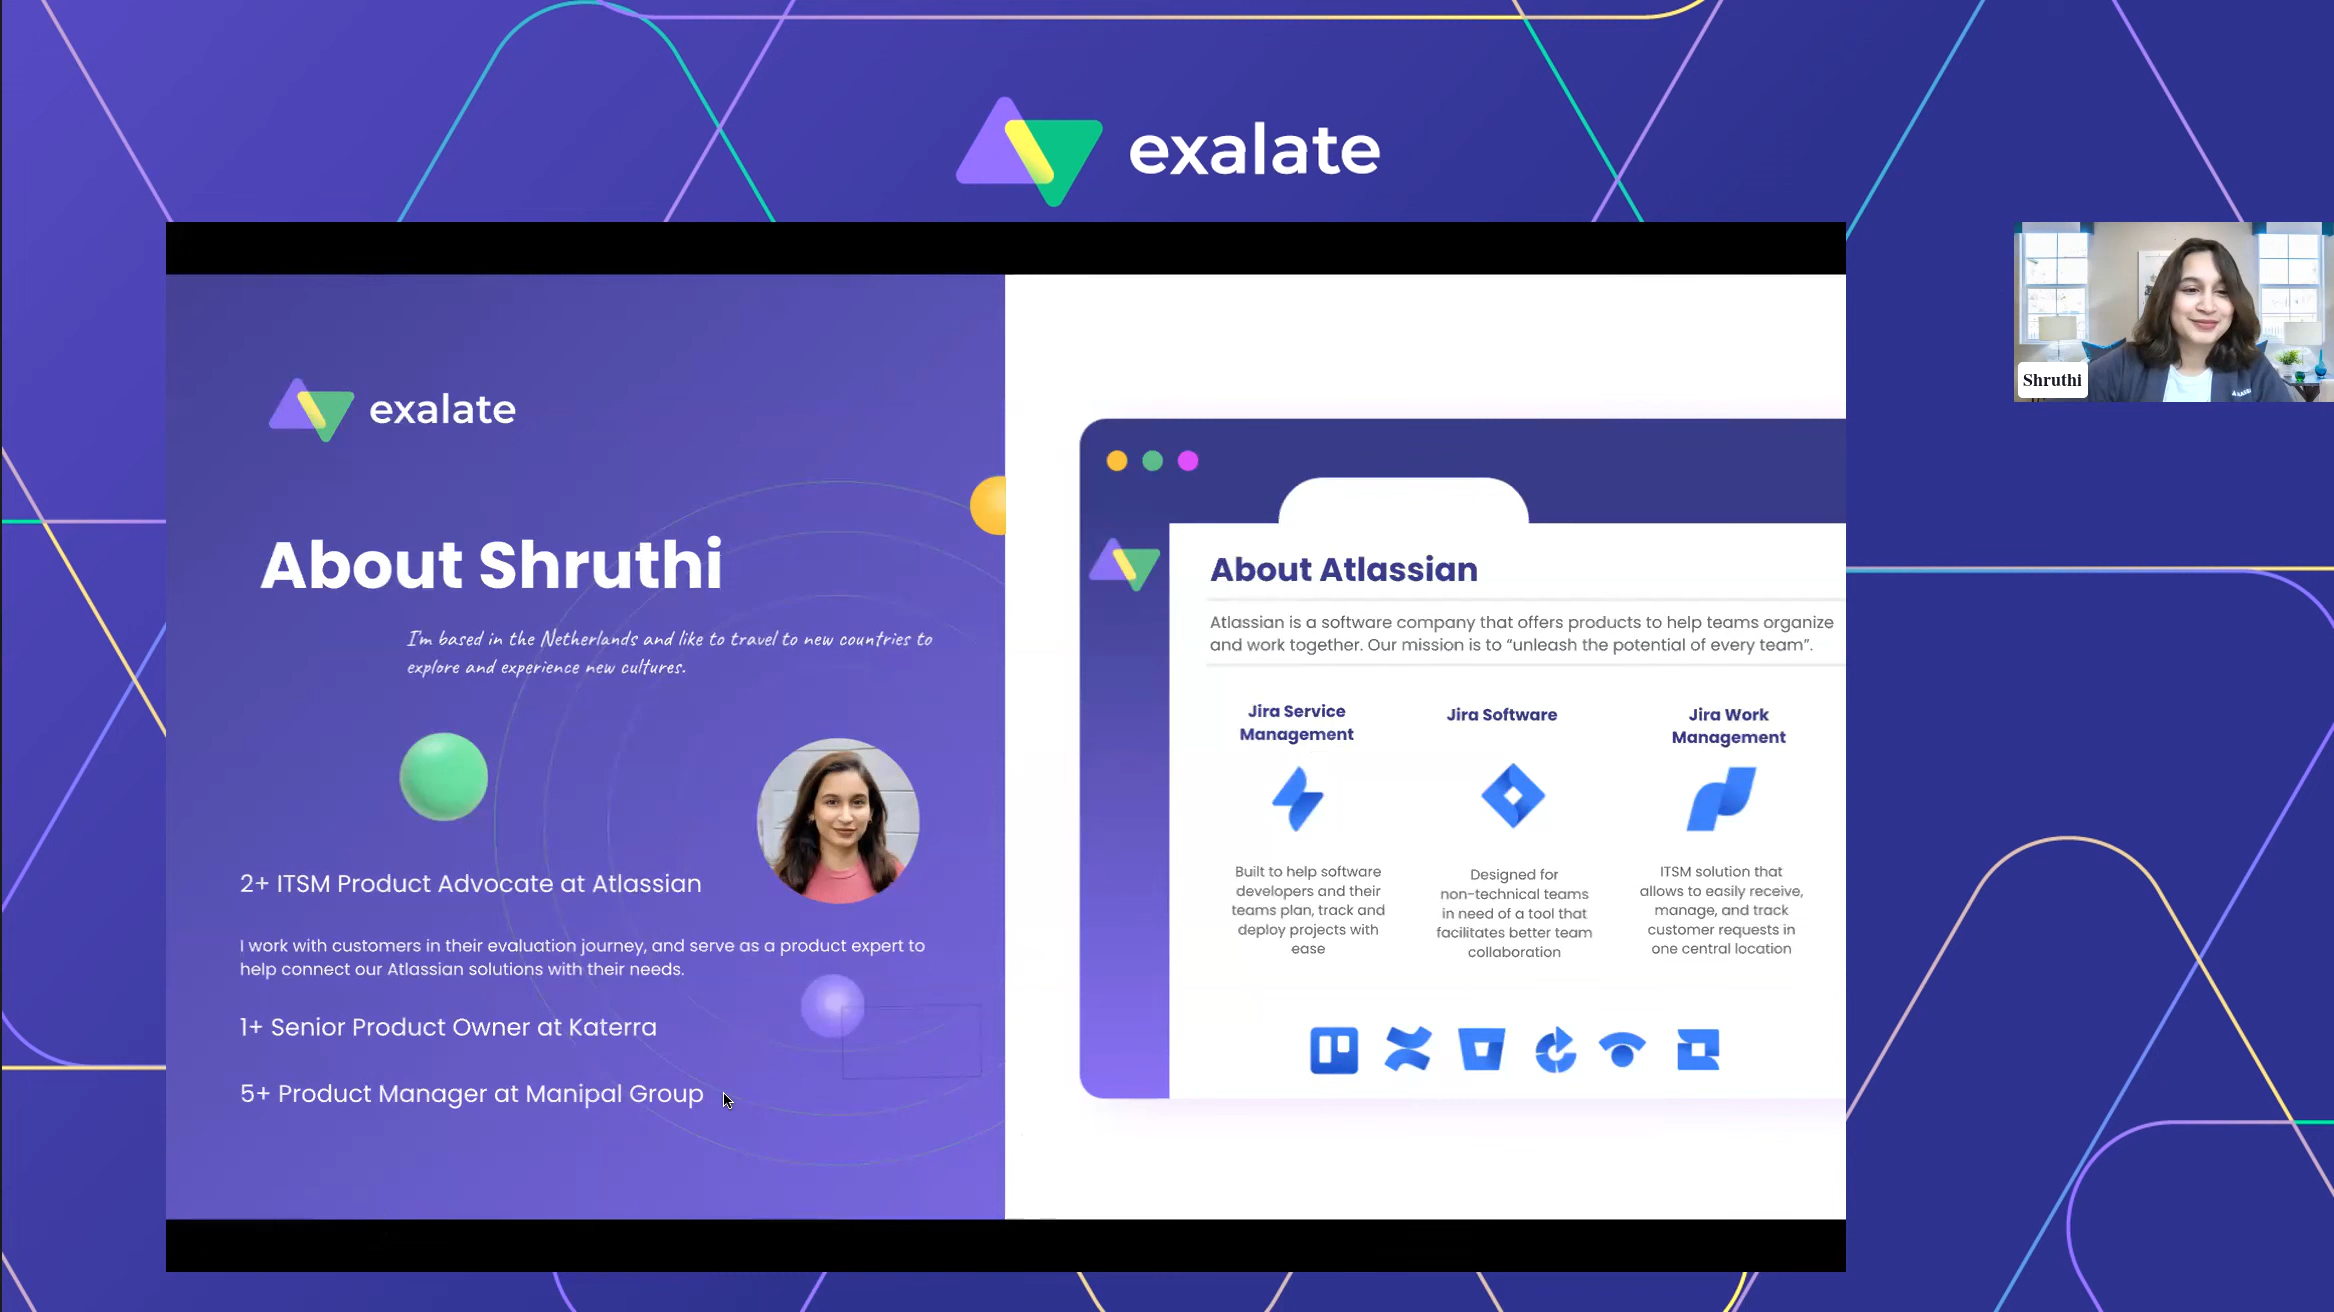 exalate
Shruthi
exalate
About Shruthi
I'm based in the Netherlands and like to travel to new countries to
explore and experience new cultures.
2+ ITSM Product Advocate at Atlassian
I work with customers in their evaluation journey, and serve as a product expert to
help connect our Atlassian solutions with their needs.
1+ Senior Product Owner at Katerra
5+ Product Manager at Manipal Group
About Atlassian
Atlassian is a software company that offers products to help teams organize
and work together. Our mission is to “unleash the potential of every team”.
Jira Service
Management
Built to help software
developers and their
teams plan, track and
deploy projects with
ease
Jira Software
Designed for
non-technical teams
in need of a tool that
facilitates better team
collaboration
Jira Work
Management
ITSM solution that
allows to easily receive,
manage, and track
customer requests in
one central location